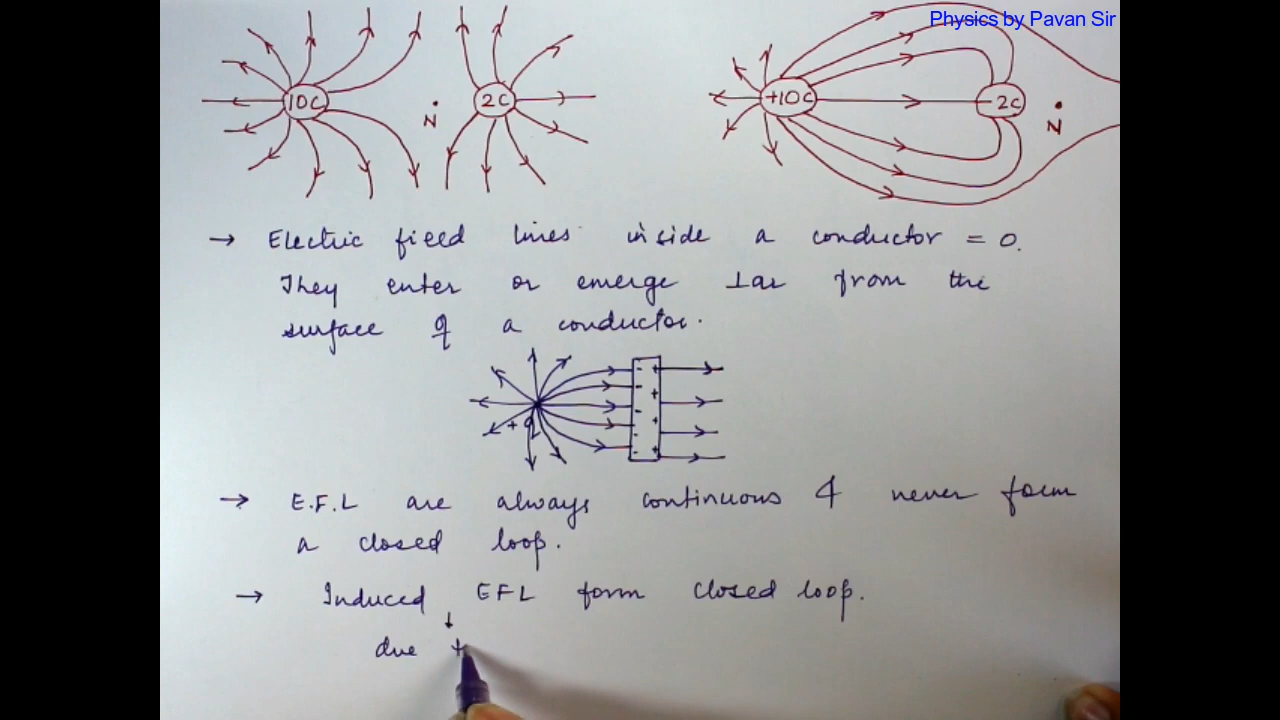 Physics by Pavan Sir
10C
N
2C
+10C
-2C
N
→ Electric field lines inside a conductor = 0.
They enter or emerge ⊥ar from the
surface of a conductor.
+q
- +
- +
- +
- +
→ E.F.L are always continuous & never form
a closed loop.
→ Induced EFL form closed loop.
↓
due t